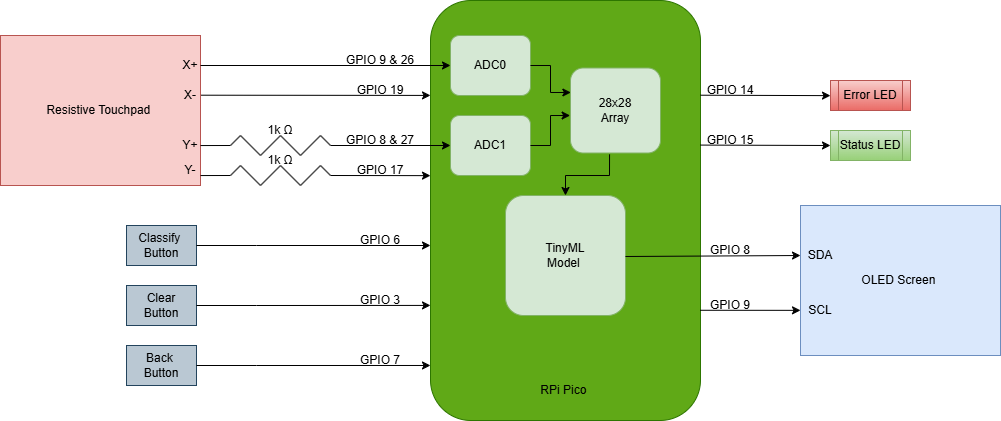 Resistive Touchpad
X+
X-
Y+
Y-
1k Ω
1k Ω
GPIO 9 & 26
GPIO 19
GPIO 8 & 27
GPIO 17
Classify
Button
Clear
Button
Back
Button
GPIO 6
GPIO 3
GPIO 7
ADC0
ADC1
28x28
Array
TinyML
Model
RPi Pico
GPIO 14
GPIO 15
Error LED
Status LED
GPIO 8
GPIO 9
SDA
SCL
OLED Screen